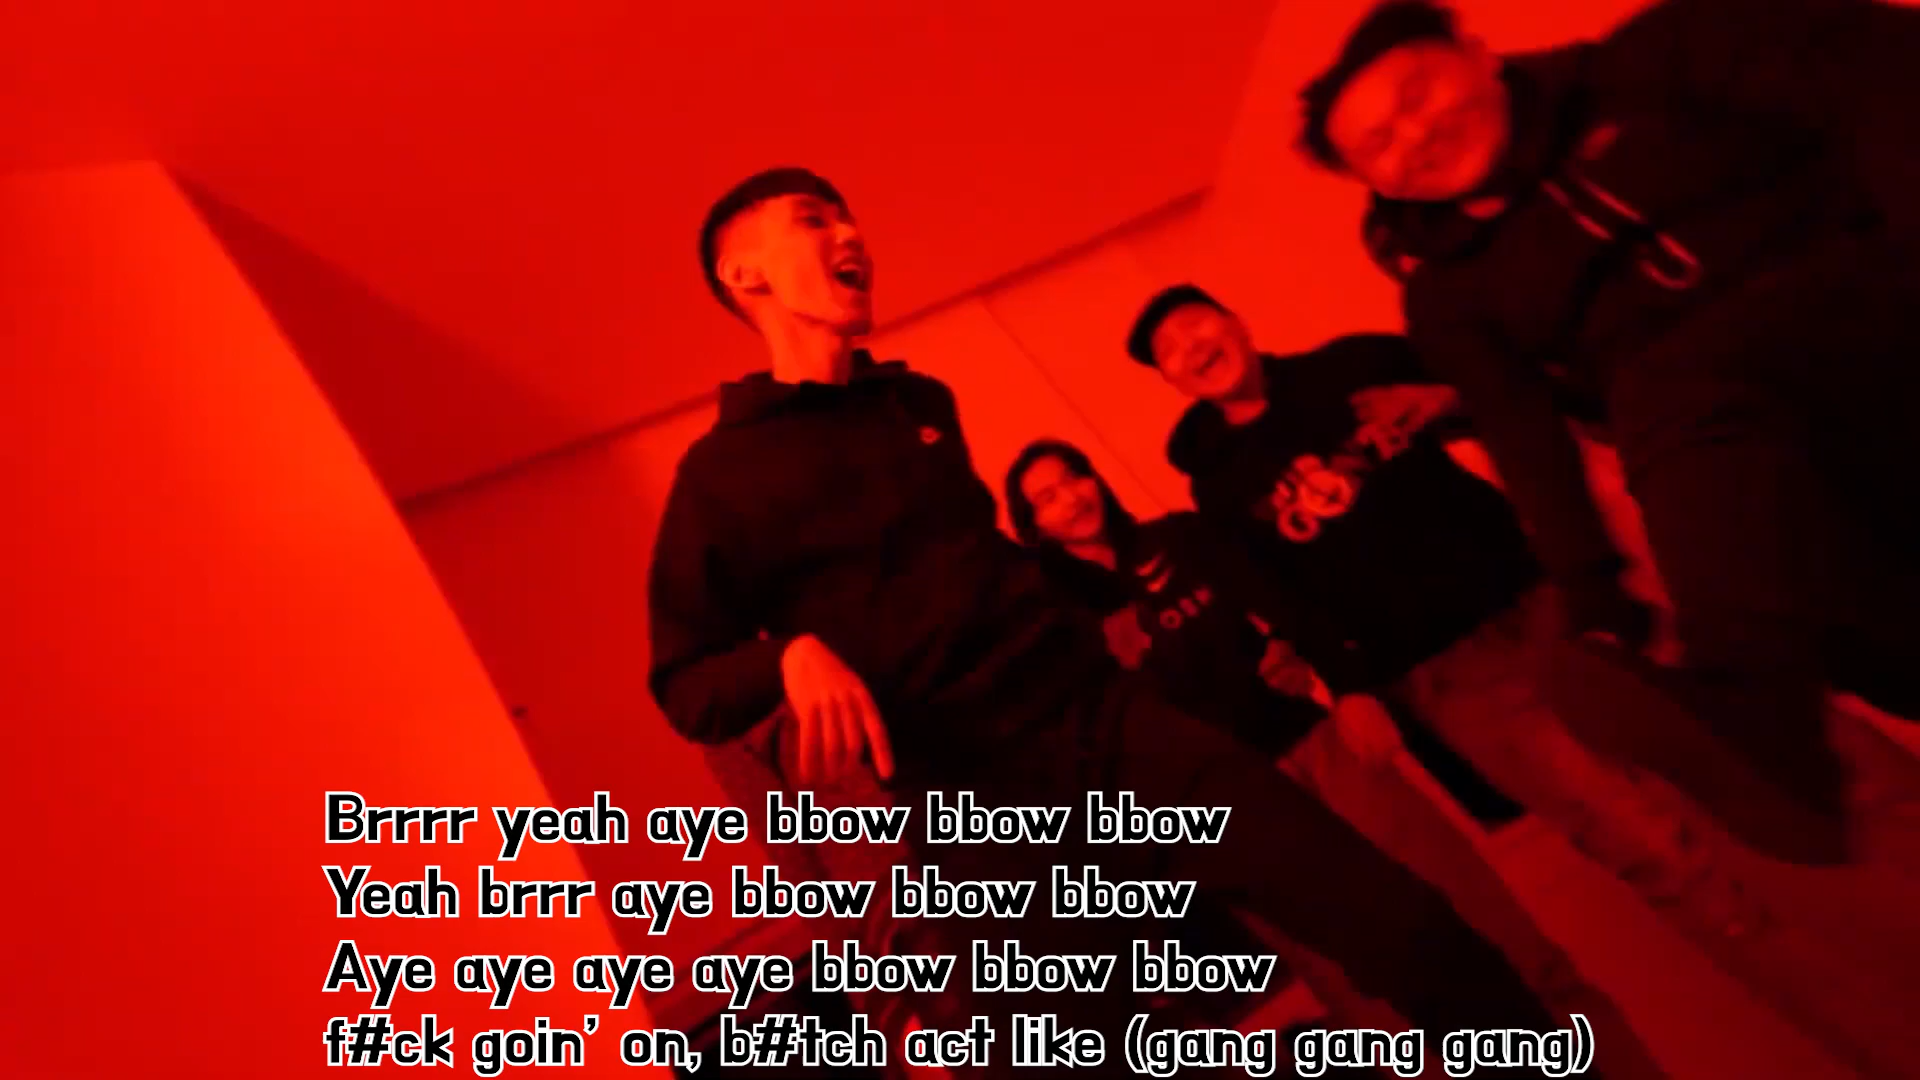 Brrrr yeah aye bbow bbow bbow
Yeah brrr aye bbow bbow bbow
Aye aye aye aye bbow bbow bbow
f#ck goin’ on, b#tch act like (gang gang gang)